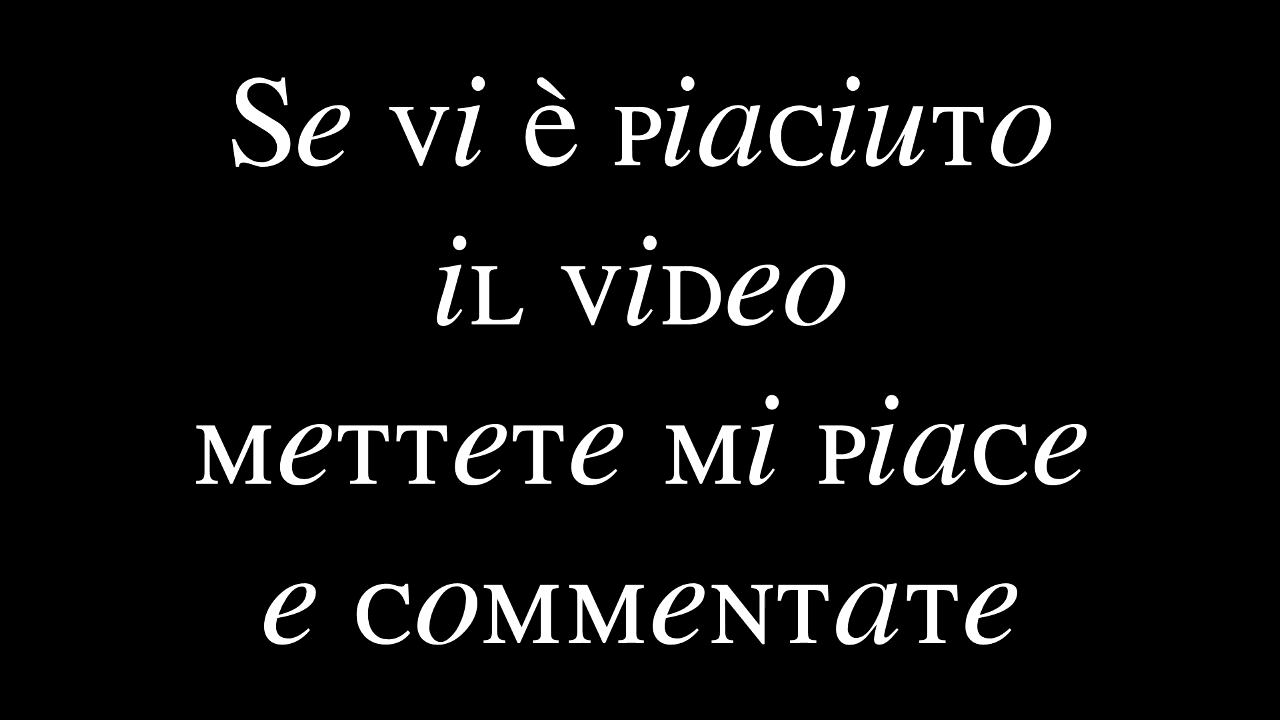 Se vi è piaciuto
il video
mettete mi piace
e commentate